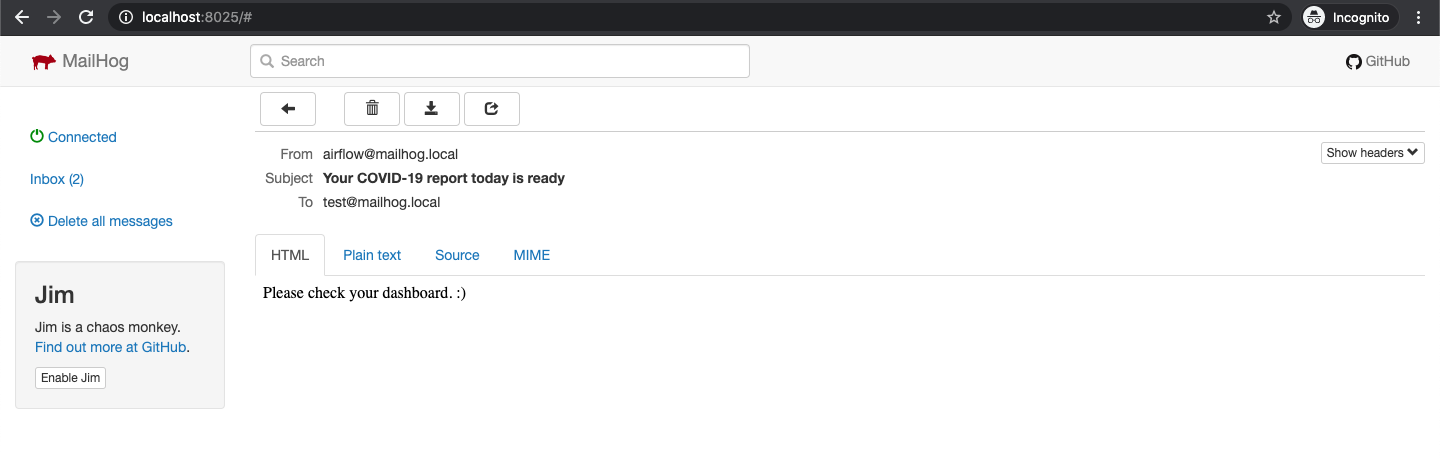 localhost:8025/#
Incognito
MailHog
Search
GitHub
Connected
Inbox (2)
Delete all messages
Jim
Jim is a chaos monkey.
Find out more at GitHub.
Enable Jim
From airflow@mailhog.local
Show headers
Subject Your COVID-19 report today is ready
To test@mailhog.local
HTML Plain text Source MIME
Please check your dashboard. :)